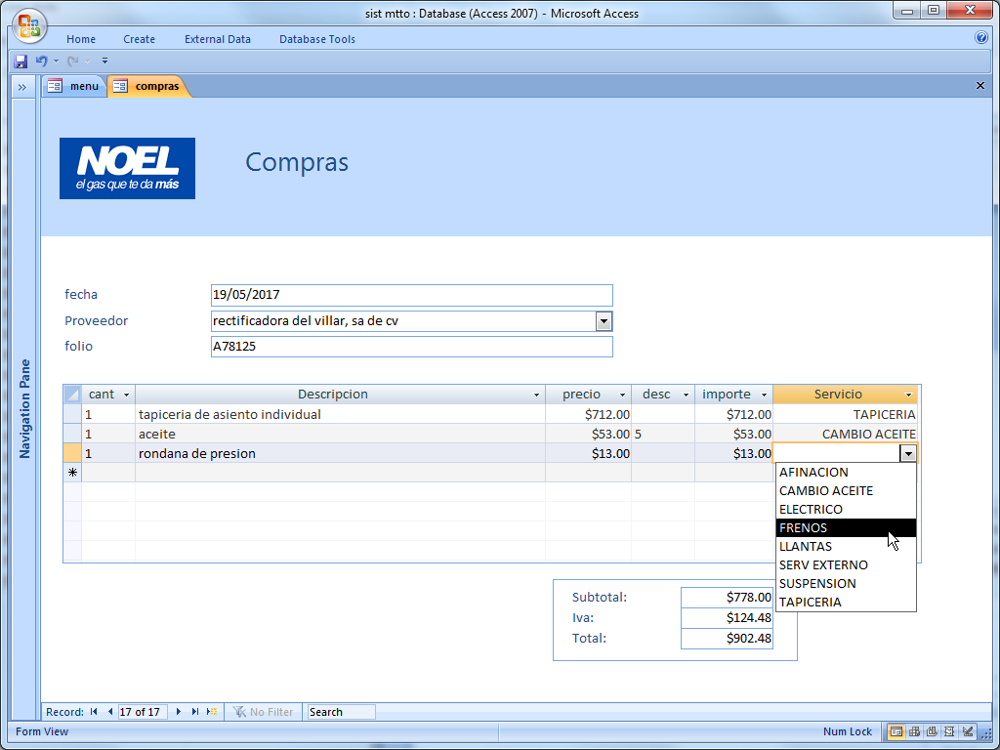 sist mtto : Database (Access 2007) - Microsoft Access
Home Create External Data Database Tools
menu compras
NOEL
el gas que te da más
Compras
fecha 19/05/2017
Proveedor rectificadora del villar, sa de cv
folio A78125
cant Descripcion precio desc importe Servicio
1 tapiceria de asiento individual $712.00 $712.00 TAPICERIA
1 aceite $53.00 5 $53.00 CAMBIO ACEITE
1 rondana de presion $13.00 $13.00
AFINACION
CAMBIO ACEITE
ELECTRICO
FRENOS
LLANTAS
SERV EXTERNO
SUSPENSION
TAPICERIA
Subtotal: $778.00
Iva: $124.48
Total: $902.48
Navigation Pane
Record: 17 of 17 No Filter Search
Form View Num Lock